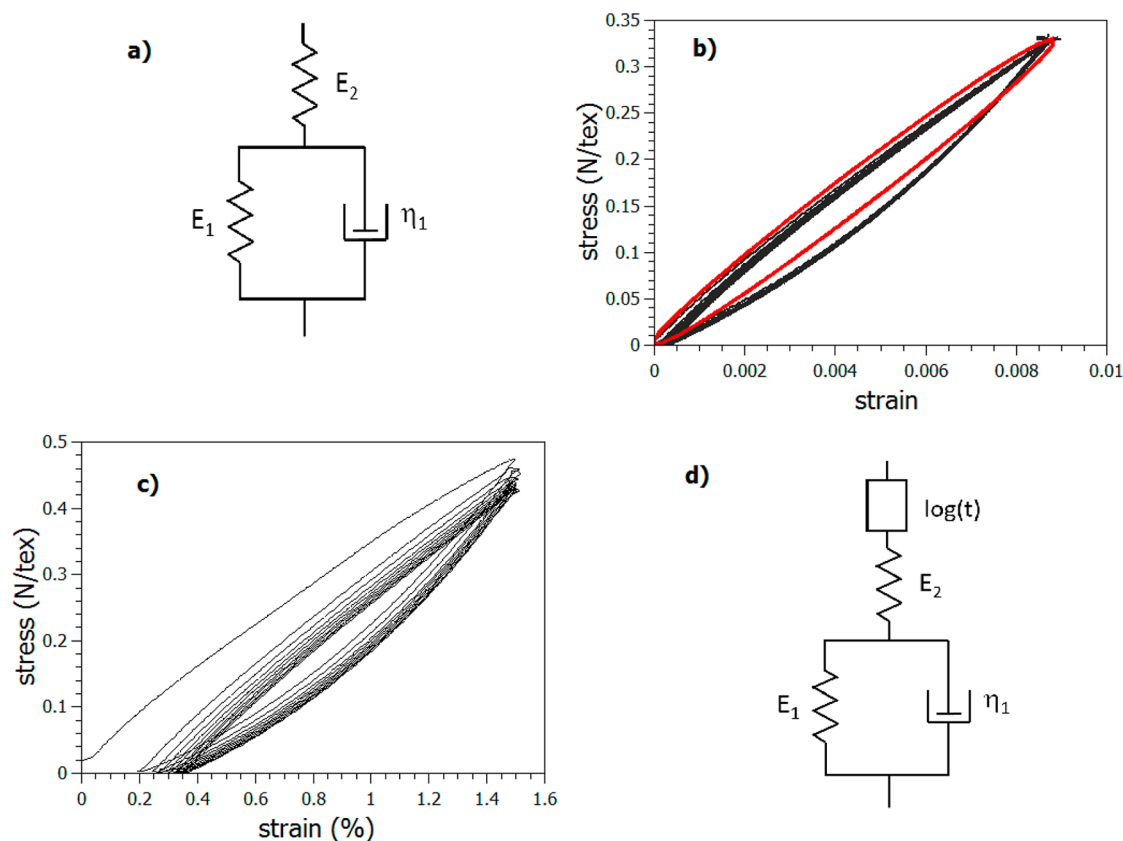 a)
E₂
E₁
η₁
b)
stress (N/tex)
0.35
0.3
0.25
0.2
0.15
0.1
0.05
0
0 0.002 0.004 0.006 0.008 0.01
strain
c)
stress (N/tex)
0.5
0.4
0.3
0.2
0.1
0
0 0.2 0.4 0.6 0.8 1 1.2 1.4 1.6
strain (%)
d)
log(t)
E₂
E₁
η₁